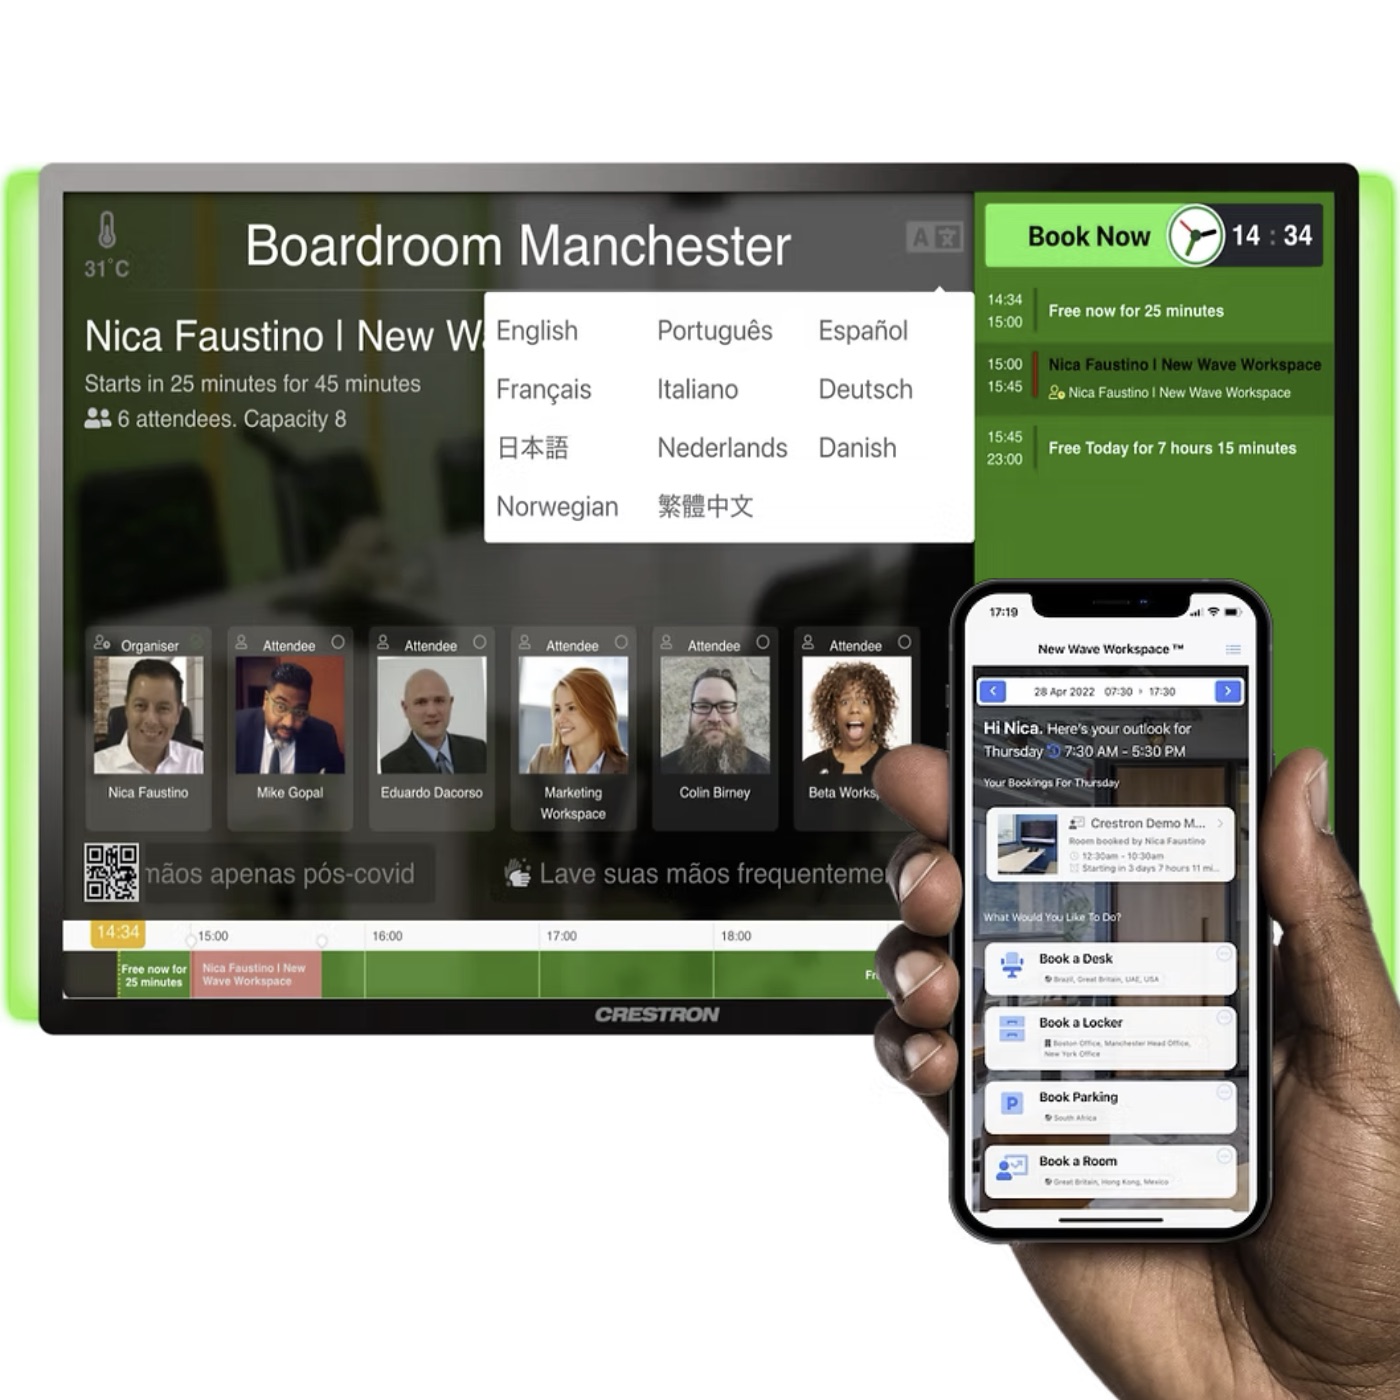 31°C
Boardroom Manchester
A 文
Nica Faustino | New W
Starts in 25 minutes for 45 minutes
6 attendees. Capacity 8
English Português Español
Français Italiano Deutsch
日本語 Nederlands Danish
Norwegian 繁體中文
Book Now 14 : 34
14:34
15:00
Free now for 25 minutes
15:00
15:45
Nica Faustino | New Wave Workspace
Nica Faustino | New Wave Workspace
15:45
23:00
Free Today for 7 hours 15 minutes
Organiser
Nica Faustino
Attendee
Mike Gopal
Attendee
Eduardo Dacorso
Attendee
Marketing
Workspace
Attendee
Colin Birney
Attendee
Beta Works
mãos apenas pós-covid
Lave suas mãos frequenteme
14:34 15:00 16:00 17:00 18:00
Free now for
25 minutes
Nica Faustino | New
Wave Workspace
Fr
CRESTRON
17:19
New Wave Workspace ™
28 Apr 2022 07:30 › 17:30
Hi Nica. Here's your outlook for
Thursday 7:30 AM - 5:30 PM
Your Bookings For Thursday
Crestron Demo M...
Room booked by Nica Faustino
12:30am - 10:30am
Starting in 3 days 7 hours 11 mi...
What Would You Like To Do?
Book a Desk
Brazil, Great Britain, UAE, USA
Book a Locker
Boston Office, Manchester Head Office,
New York Office
P
Book Parking
South Africa
Book a Room
Great Britain, Hong Kong, Mexico